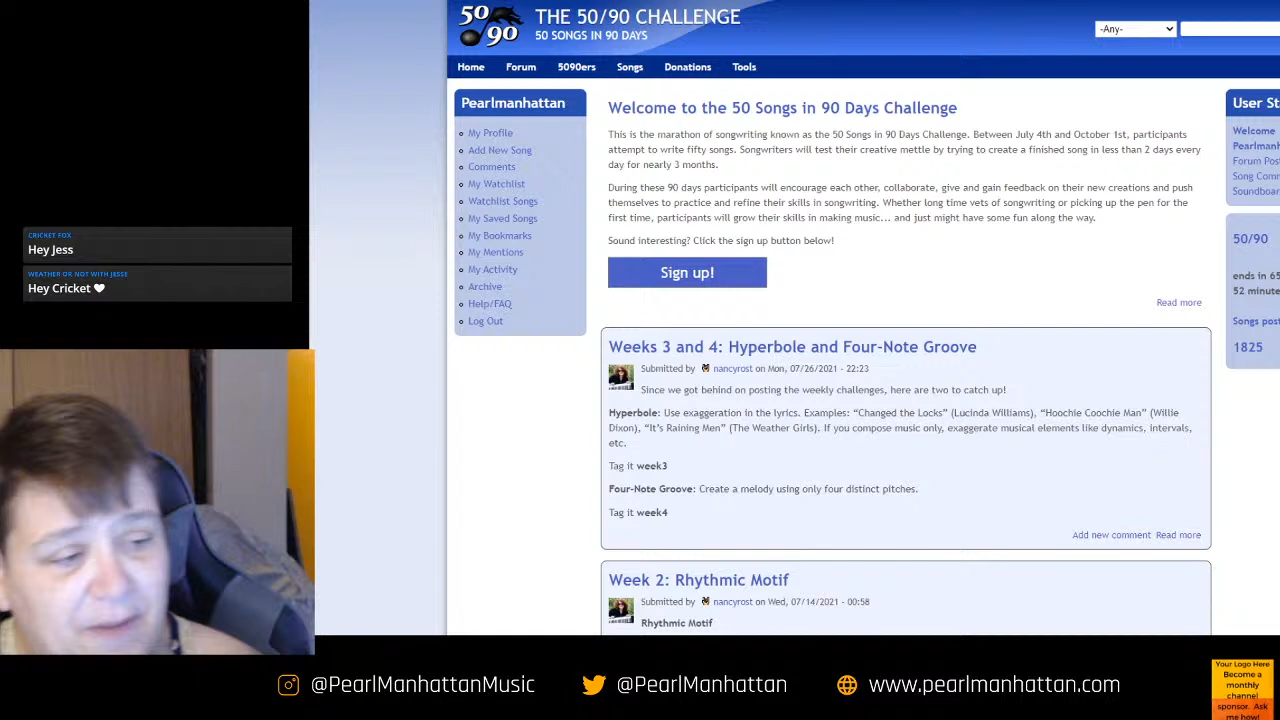 50
90
THE 50/90 CHALLENGE
50 SONGS IN 90 DAYS
-Any-
Home Forum 5090ers Songs Donations Tools
Pearlmanhattan
My Profile
Add New Song
Comments
My Watchlist
Watchlist Songs
My Saved Songs
My Bookmarks
My Mentions
My Activity
Archive
Help/FAQ
Log Out
Welcome to the 50 Songs in 90 Days Challenge
This is the marathon of songwriting known as the 50 Songs in 90 Days Challenge. Between July 4th and October 1st, participants
attempt to write fifty songs. Songwriters will test their creative mettle by trying to create a finished song in less than 2 days every
day for nearly 3 months.
During these 90 days participants will encourage each other, collaborate, give and gain feedback on their new creations and push
themselves to practice and refine their skills in songwriting. Whether long time vets of songwriting or picking up the pen for the
first time, participants will grow their skills in making music... and just might have some fun along the way.
Sound interesting? Click the sign up button below!
Sign up!
Read more
Weeks 3 and 4: Hyperbole and Four-Note Groove
Submitted by nancyrost on Mon, 07/26/2021 - 22:23
Since we got behind on posting the weekly challenges, here are two to catch up!
Hyperbole: Use exaggeration in the lyrics. Examples: “Changed the Locks” (Lucinda Williams), “Hoochie Coochie Man” (Willie
Dixon), “It’s Raining Men” (The Weather Girls). If you compose music only, exaggerate musical elements like dynamics, intervals,
etc.
Tag it week3
Four-Note Groove: Create a melody using only four distinct pitches.
Tag it week4
Add new comment Read more
Week 2: Rhythmic Motif
Submitted by nancyrost on Wed, 07/14/2021 - 00:58
Rhythmic Motif
User St
Welcome
Pearlmanh
Forum Pos
Song Comm
Soundboar
50/90
ends in 65
52 minute
Songs post
1825
CRICKET FOX
Hey Jess
WEATHER OR NOT WITH JESSE
Hey Cricket ❤
@PearlManhattanMusic @PearlManhattan www.pearlmanhattan.com
Your Logo Here
Become a
monthly
channel
sponsor. Ask
me how!